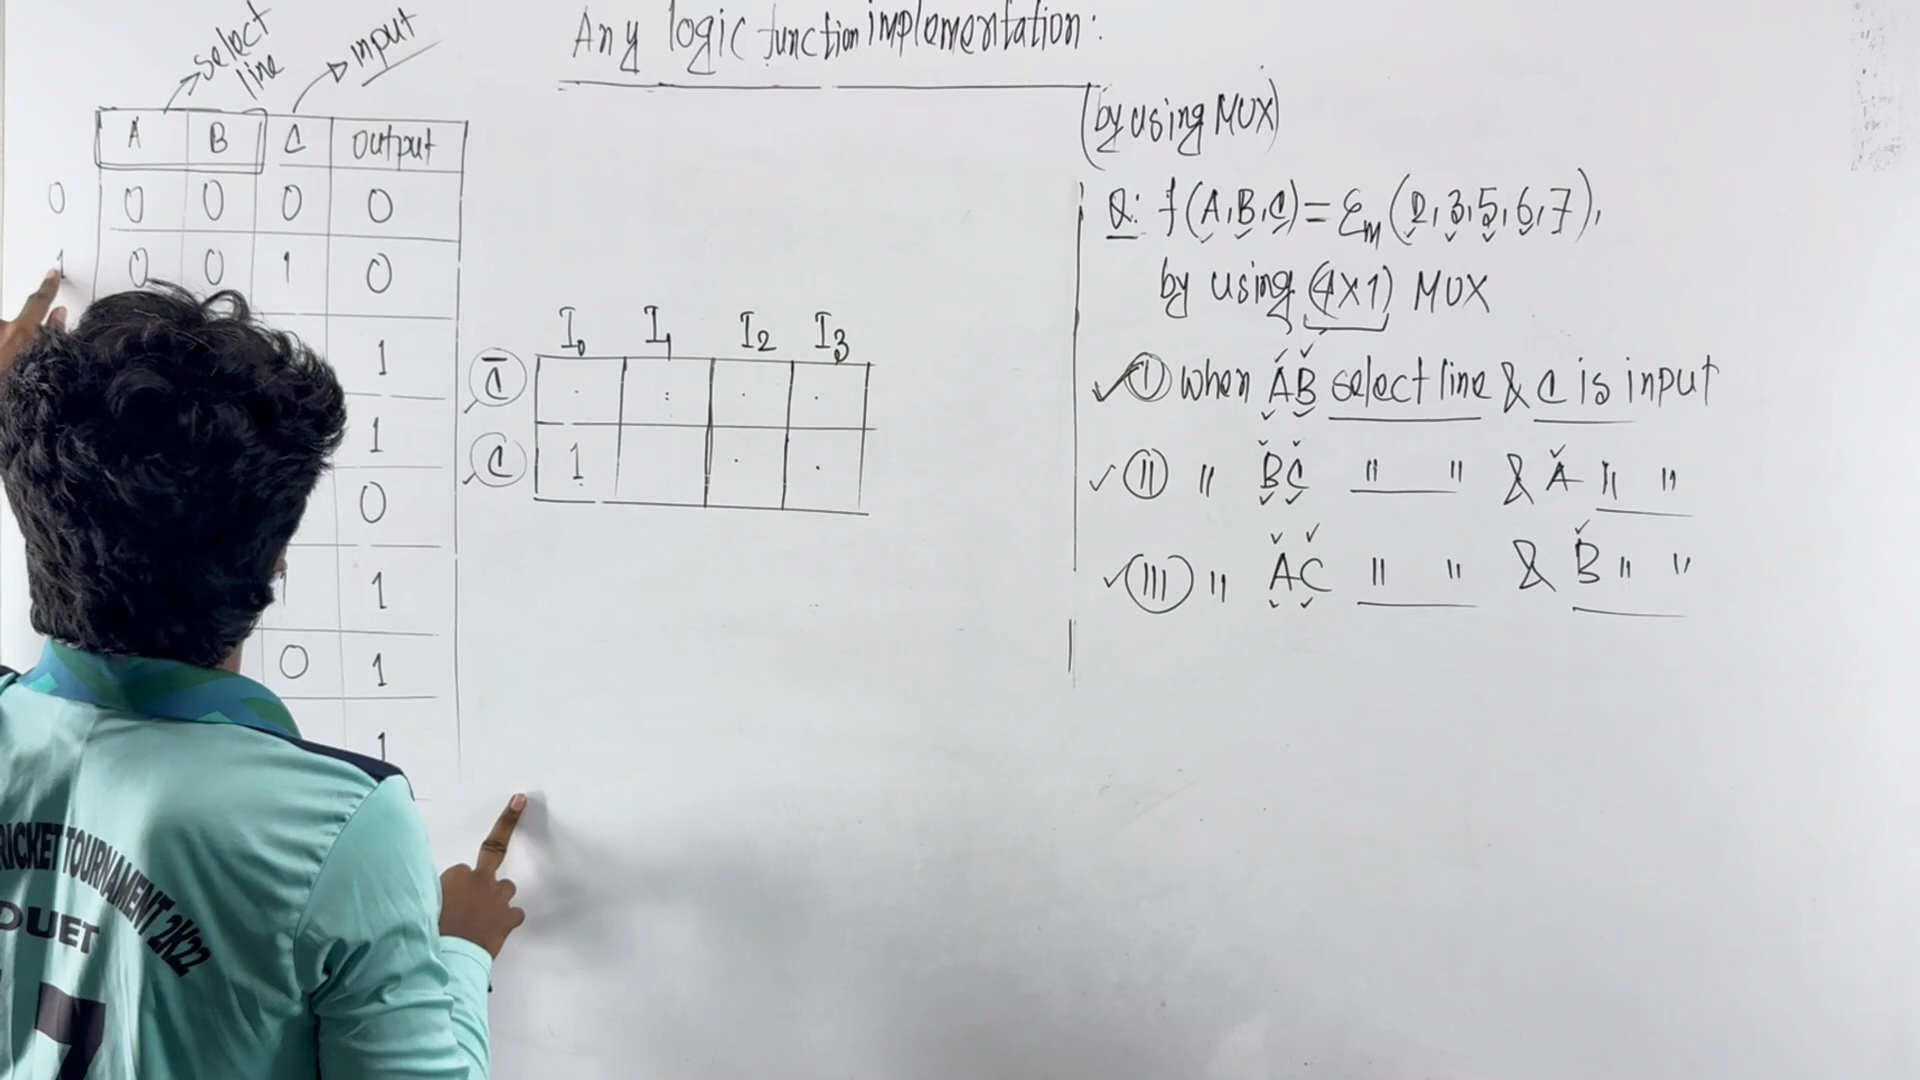 Any logic function implementation:
(by using MUX)
select line
input
A B C output
0 0 0 0 0
1 0 0 1 0
1
1
0
1 1
0 1
1
I₀ I₁ I₂ I₃
C̅
C 1
Q: f(A,B,C)=Σm(2,3,5,6,7),
by using (4x1) MUX
(I) when AB select line & C is input
(II) " BC " " & A " "
(III) " AC " " & B " "
RICKET TOURNAMENT 2K22
DUET